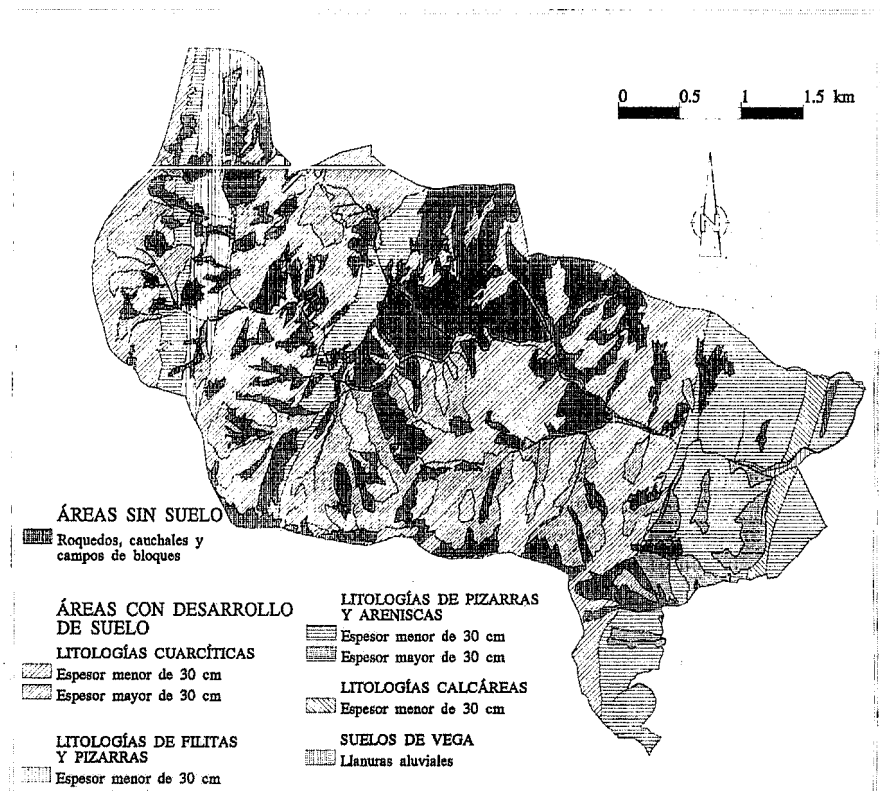 0 0.5 1 1.5 km
N
ÁREAS SIN SUELO
Roquedos, cauchales y
campos de bloques
ÁREAS CON DESARROLLO
DE SUELO
LITOLOGÍAS CUARCÍTICAS
Espesor menor de 30 cm
Espesor mayor de 30 cm
LITOLOGÍAS DE FILITAS
Y PIZARRAS
Espesor menor de 30 cm
LITOLOGÍAS DE PIZARRAS
Y ARENISCAS
Espesor menor de 30 cm
Espesor mayor de 30 cm
LITOLOGÍAS CALCÁREAS
Espesor menor de 30 cm
SUELOS DE VEGA
Llanuras aluviales